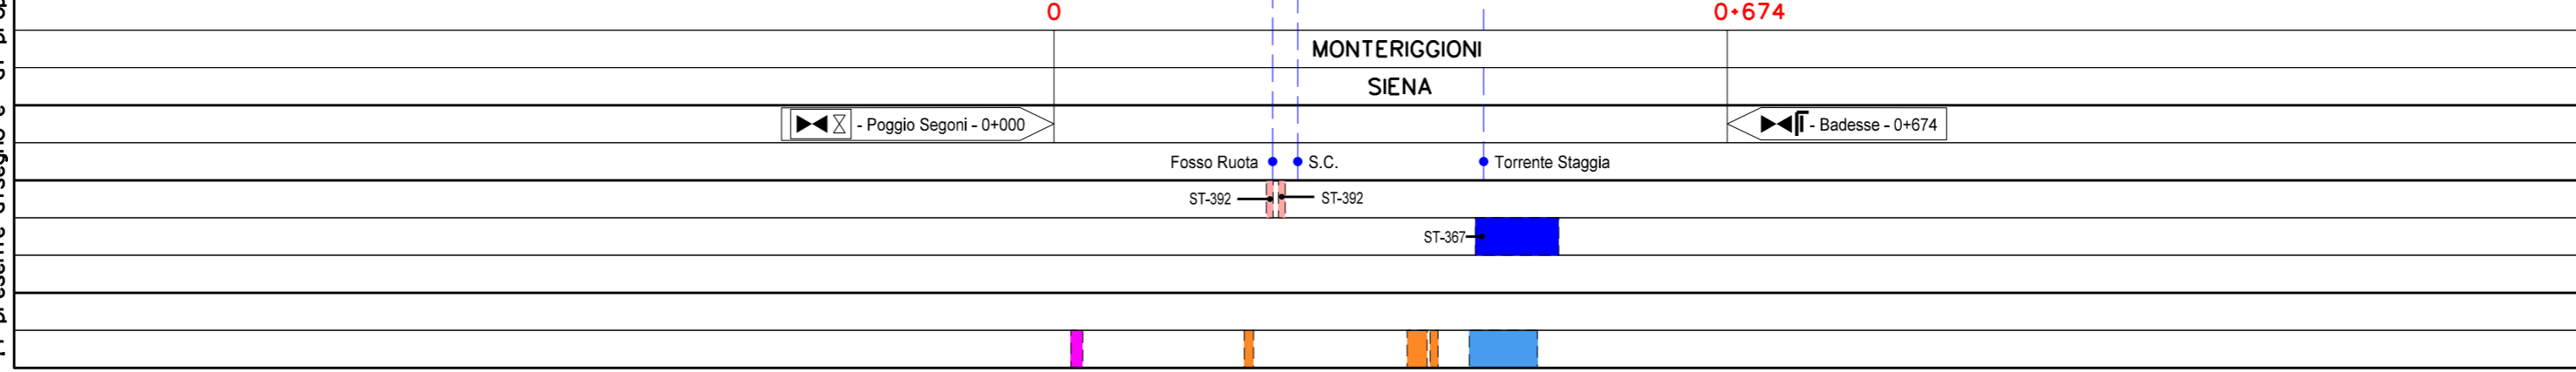 0 0+674
MONTERIGGIONI
SIENA
- Poggio Segoni - 0+000
- Badesse - 0+674
Fosso Ruota S.C. Torrente Staggia
ST-392 ST-392
ST-367